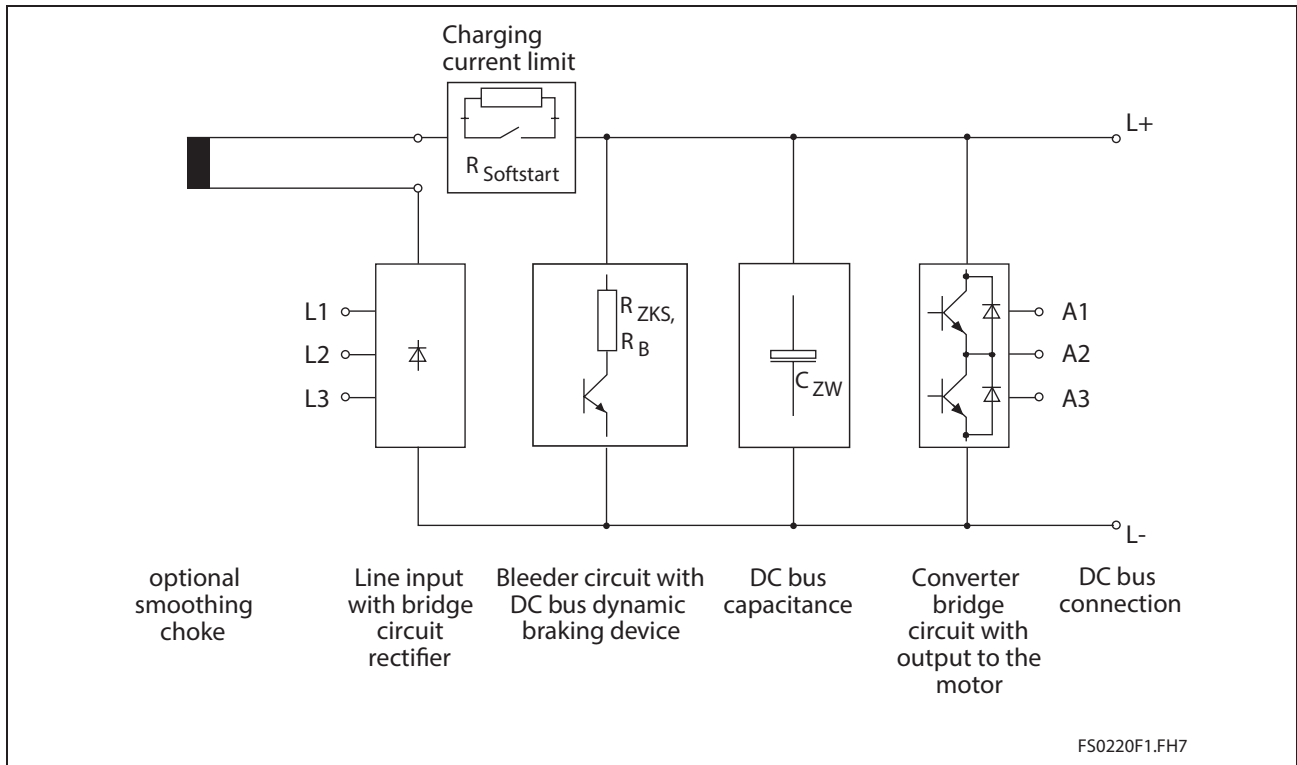 Charging
current limit
R Softstart
L+
L1
L2
L3
R ZKS,
R B
C ZW
A1
A2
A3
L-
optional
smoothing
choke
Line input
with bridge
circuit
rectifier
Bleeder circuit with
DC bus dynamic
braking device
DC bus
capacitance
Converter
bridge
circuit with
output to the
motor
DC bus
connection
FS0220F1.FH7